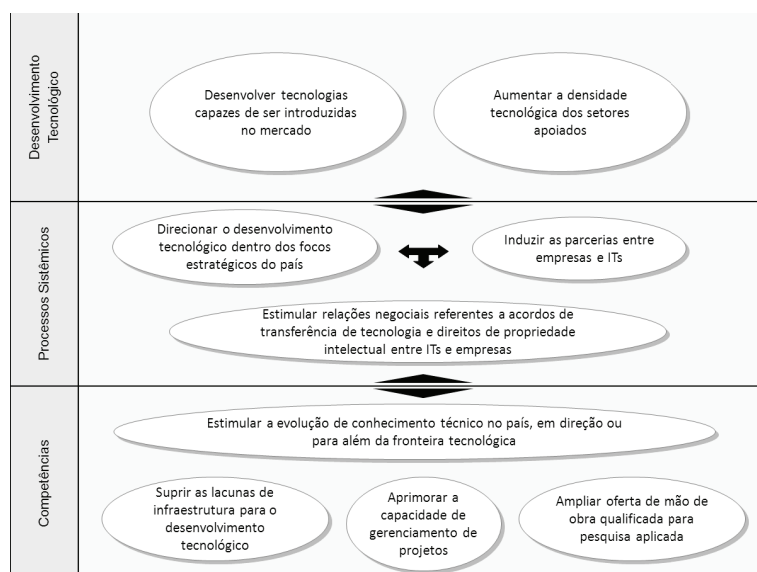 Desenvolvimento
Tecnológico
Desenvolver tecnologias
capazes de ser introduzidas
no mercado
Aumentar a densidade
tecnológica dos setores
apoiados
Processos Sistêmicos
Direcionar o desenvolvimento
tecnológico dentro dos focos
estratégicos do país
Induzir as parcerias entre
empresas e ITs
Estimular relações negociais referentes a acordos de
transferência de tecnologia e direitos de propriedade
intelectual entre ITs e empresas
Competências
Estimular a evolução de conhecimento técnico no país, em direção ou
para além da fronteira tecnológica
Suprir as lacunas de
infraestrutura para o
desenvolvimento
tecnológico
Aprimorar a
capacidade de
gerenciamento de
projetos
Ampliar oferta de mão de
obra qualificada para
pesquisa aplicada